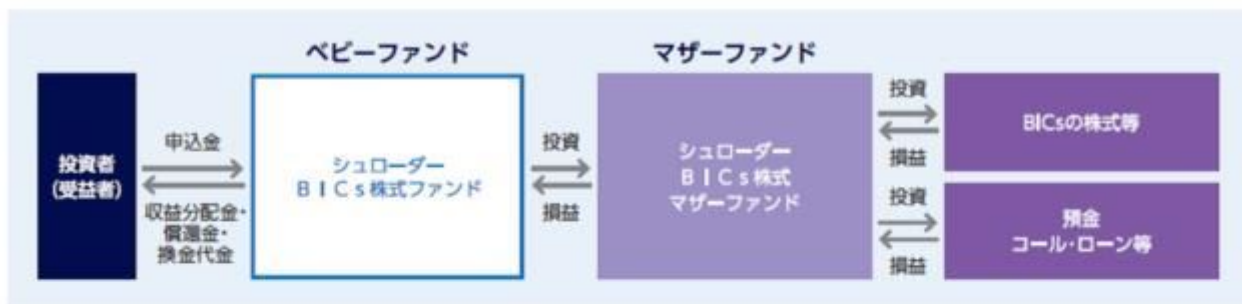 ベビーファンド
マザーファンド
投資者
(受益者)
申込金
収益分配金・
償還金・
換金代金
シュローダー
BICs株式ファンド
投資
損益
シュローダー
BICs株式
マザーファンド
投資
損益
BICsの株式等
投資
損益
預金
コール・ローン等